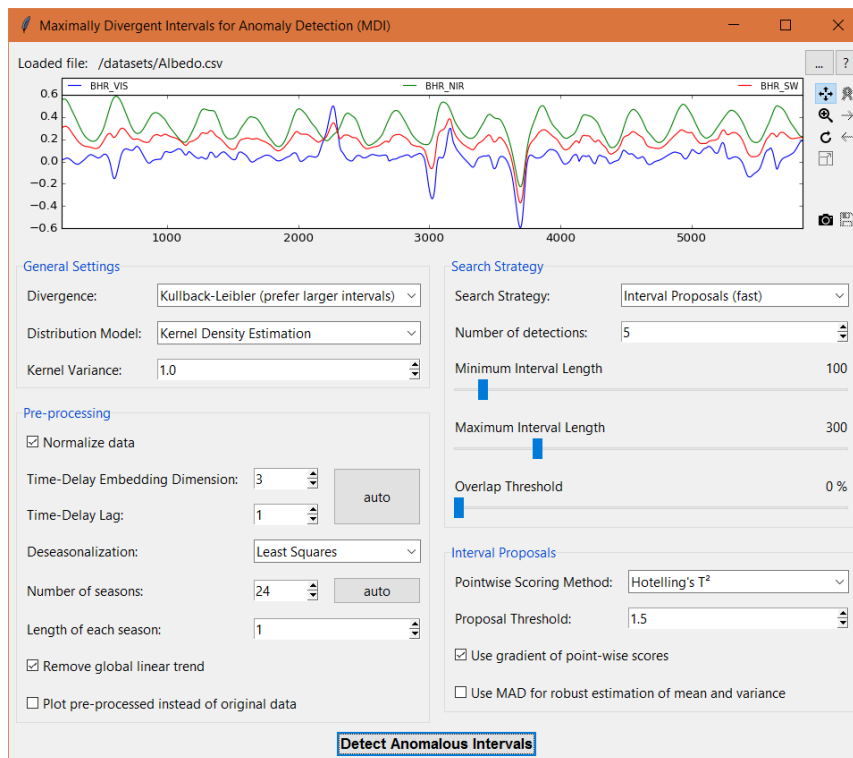 Maximally Divergent Intervals for Anomaly Detection (MDI)
Loaded file: /datasets/Albedo.csv
... ?
BHR_VIS BHR_NIR BHR_SW
0.6
0.4
0.2
0.0
−0.2
−0.4
−0.6
1000 2000 3000 4000 5000
General Settings
Divergence: Kullback-Leibler (prefer larger intervals)
Distribution Model: Kernel Density Estimation
Kernel Variance: 1.0
Pre-processing
Normalize data
Time-Delay Embedding Dimension: 3
auto
Time-Delay Lag: 1
Deseasonalization: Least Squares
Number of seasons: 24 auto
Length of each season: 1
Remove global linear trend
Plot pre-processed instead of original data
Search Strategy
Search Strategy: Interval Proposals (fast)
Number of detections: 5
Minimum Interval Length 100
Maximum Interval Length 300
Overlap Threshold 0 %
Interval Proposals
Pointwise Scoring Method: Hotelling's T²
Proposal Threshold: 1.5
Use gradient of point-wise scores
Use MAD for robust estimation of mean and variance
Detect Anomalous Intervals